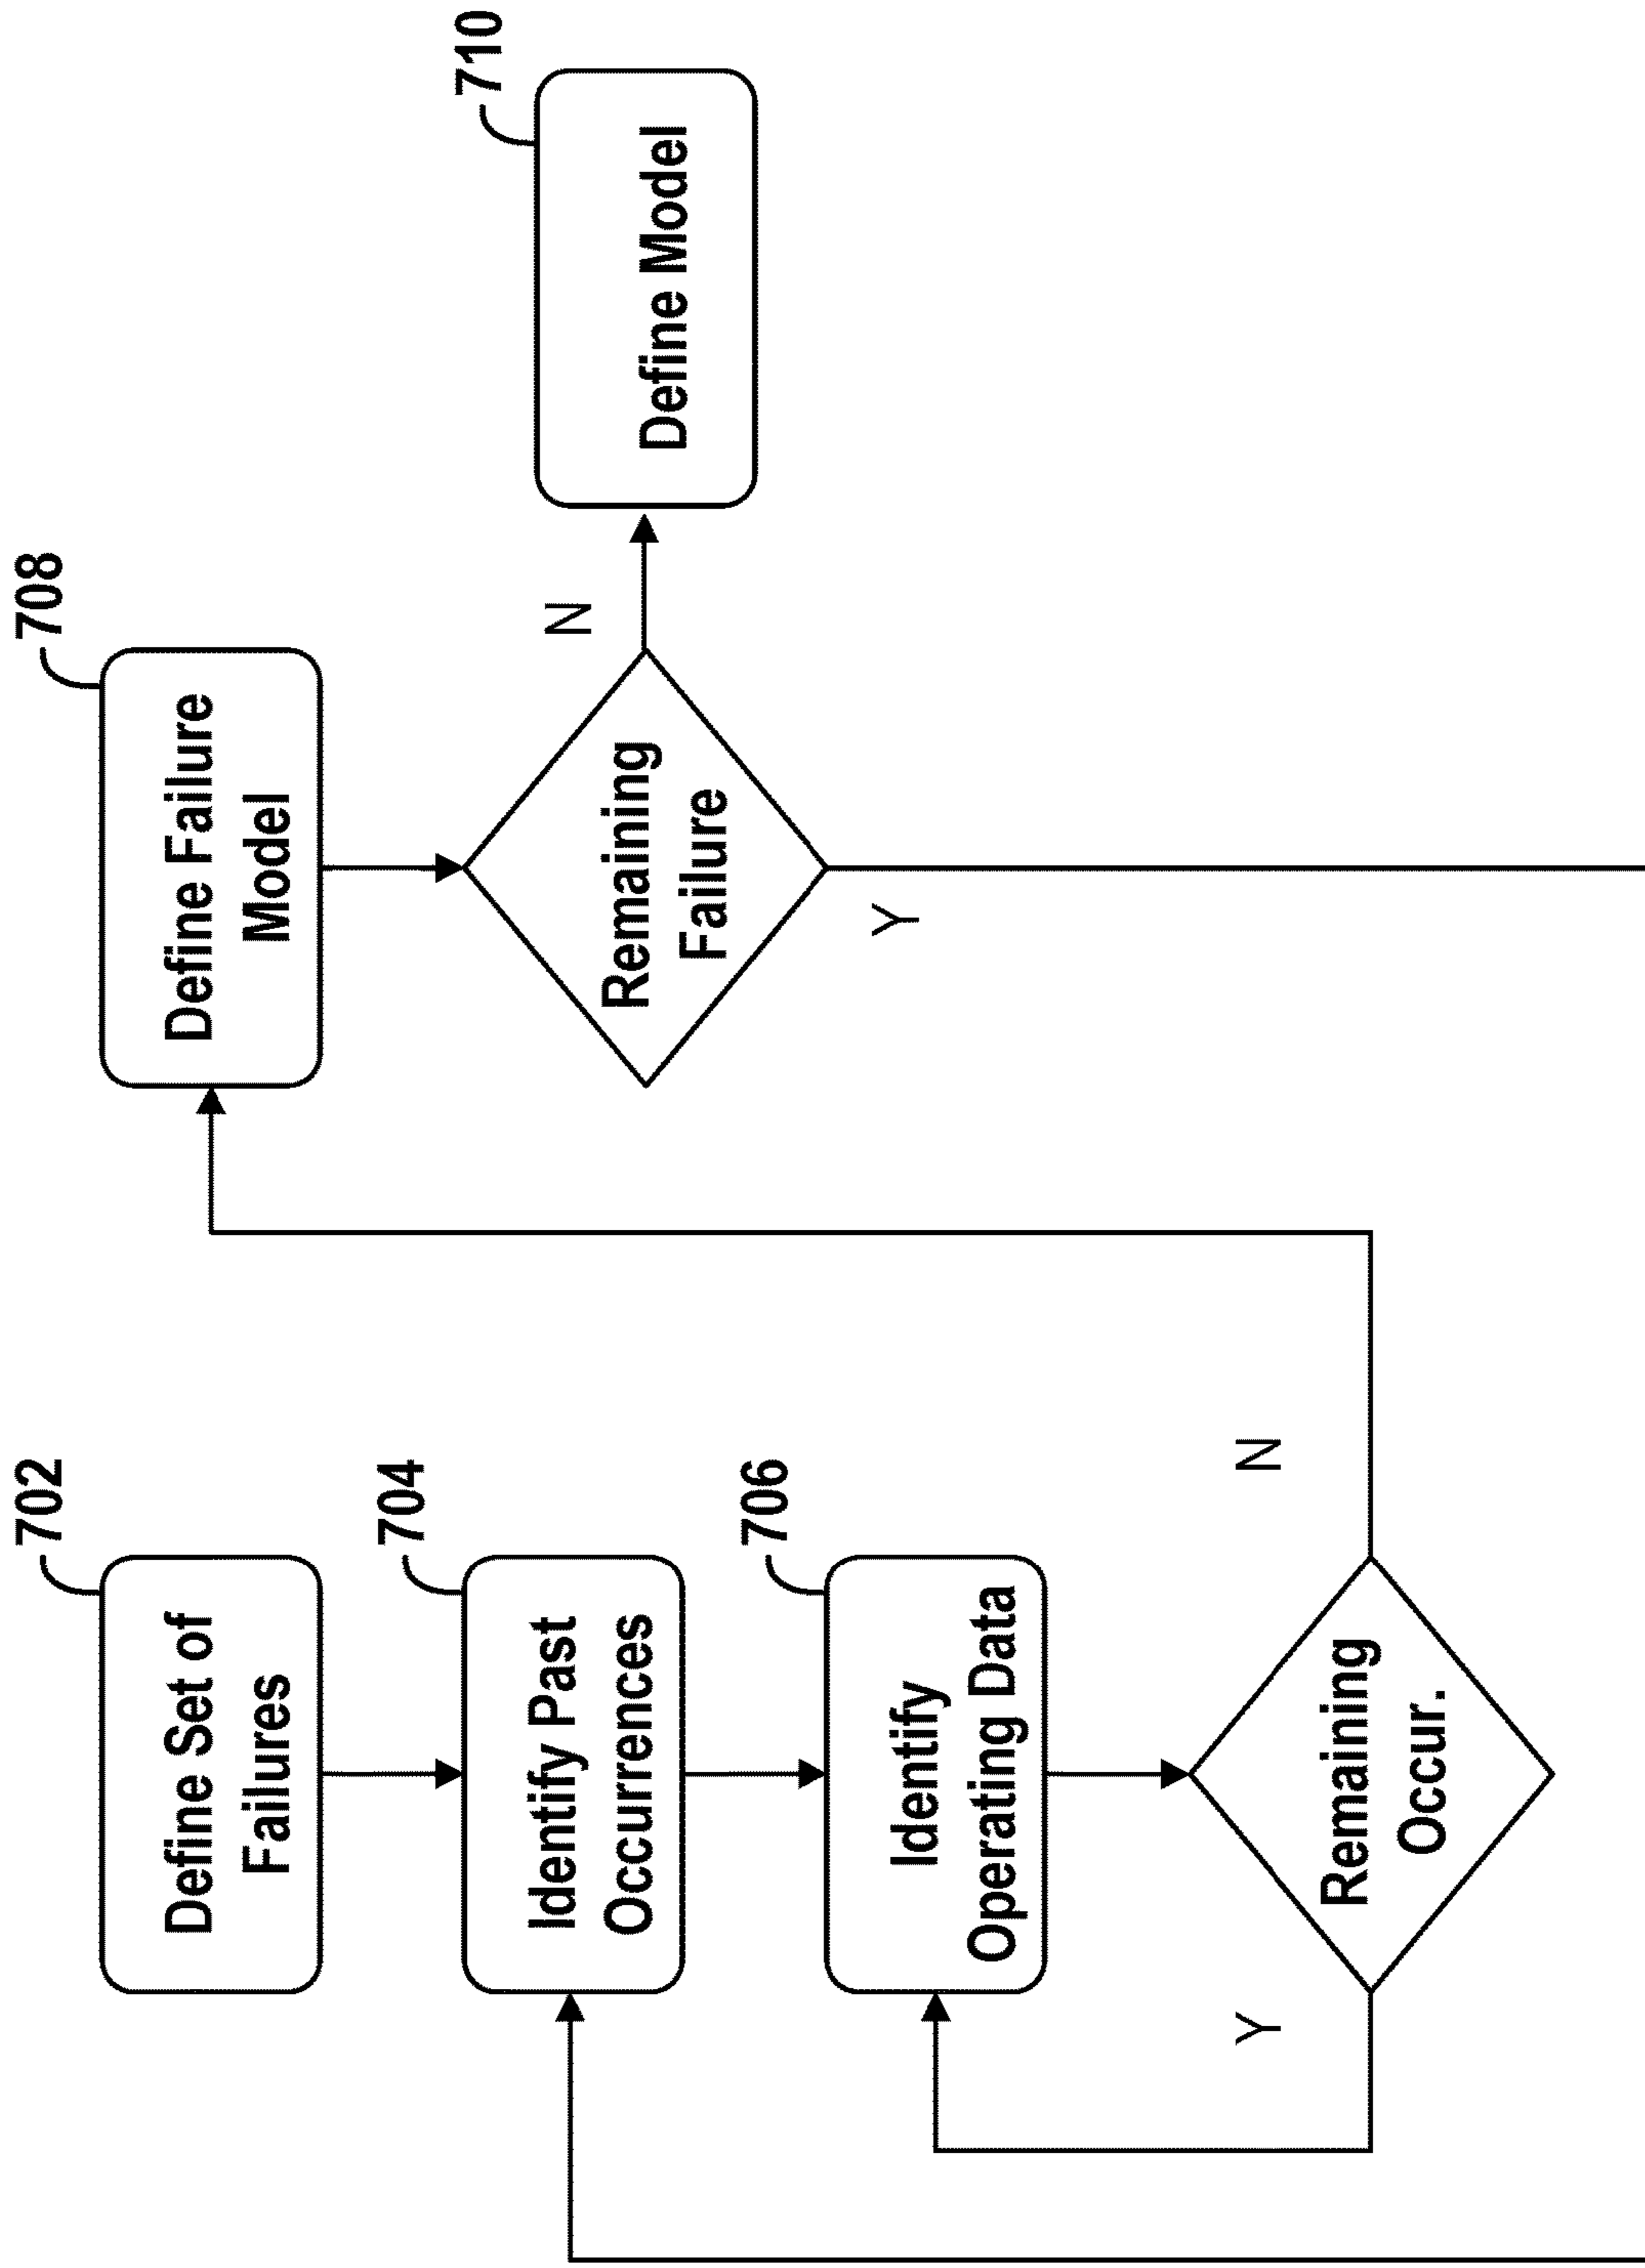 702
Define Set of
Failures
704
Identify Past
Occurrences
706
Identify
Operating Data
Remaining
Occur.
Y
N
708
Define Failure
Model
Remaining
Failure
Y
N
710
Define Model